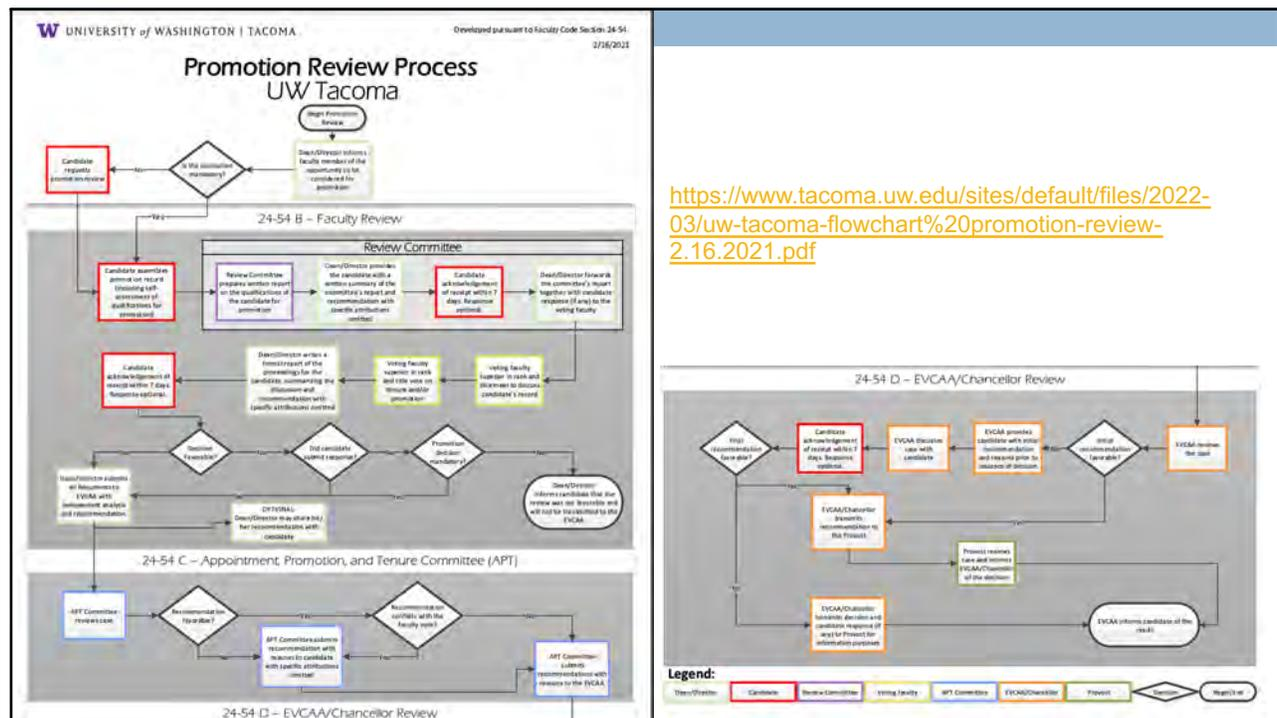 W UNIVERSITY of WASHINGTON | TACOMA
Developed pursuant to Faculty Code Section 24-54
2/16/2021
Promotion Review Process
UW Tacoma
Begin Promotion
Review
Candidate
requests
promotion review
No
Is the promotion
mandatory?
Dean/Director informs
faculty member of the
opportunity to be
considered for
promotion
Yes
24-54 B – Faculty Review
Review Committee
Candidate assembles
promotion record
(including self-
assessment of
qualifications for
promotion)
Review Committee
prepares written report
on the qualifications of
the candidate for
promotion
Dean/Director provides
the candidate with a
written summary of the
committee's report and
recommendation with
specific attributions
omitted
Candidate
acknowledgement
of receipt within 7
days. Response
optional.
Dean/Director forwards
the committee's report
together with candidate
response (if any) to the
voting faculty
Candidate
acknowledgement of
receipt within 7 days.
Response optional.
Dean/Director writes a
formal report of the
proceedings for the
candidate, summarizing the
discussion and
recommendation with
specific attributions omitted
Voting faculty
superior in rank
and title vote on
tenure and/or
promotion
Voting faculty
superior in rank and
title meet to discuss
candidate's record
Decision
favorable?
No
Did candidate
submit response?
No
Promotion
decision
mandatory?
No
Yes
Yes
Yes
Dean/Director submits
all documents to
EVCAA with
independent analysis
and recommendation
OPTIONAL:
Dean/Director may share his/
her recommendation with
candidate
Dean/Director
informs candidate that the
review was not favorable and
will not be transmitted to the
EVCAA
24-54 C – Appointment, Promotion, and Tenure Committee (APT)
APT Committee
reviews case
Recommendation
favorable?
Yes
Recommendation
conflicts with the
faculty vote?
No
No
Yes
APT Committee submits
recommendation with
reasons to candidate
with specific attributions
omitted
APT Committee
submits
recommendations with
reasons to the EVCAA
24-54 D – EVCAA/Chancellor Review
https://www.tacoma.uw.edu/sites/default/files/2022-
03/uw-tacoma-flowchart%20promotion-review-
2.16.2021.pdf
24-54 D – EVCAA/Chancellor Review
Final
recommendation
favorable?
Candidate
acknowledgement
of receipt within 7
days. Response
optional.
EVCAA discusses
case with
candidate
EVCAA provides
candidate with initial
recommendation
and reasons prior to
issuance of decision
No
Initial
recommendation
favorable?
EVCAA reviews
the case
Yes
Yes
EVCAA/Chancellor
transmits
recommendation to
the Provost
Provost reviews
case and informs
EVCAA/Chancellor
of the decision
No
EVCAA/Chancellor
transmits decision and
candidate response (if
any) to Provost for
information purposes
EVCAA informs candidate of the
result
Legend:
Dean/Director
Candidate
Review Committee
Voting Faculty
APT Committee
EVCAA/Chancellor
Provost
Decision
Begin/End